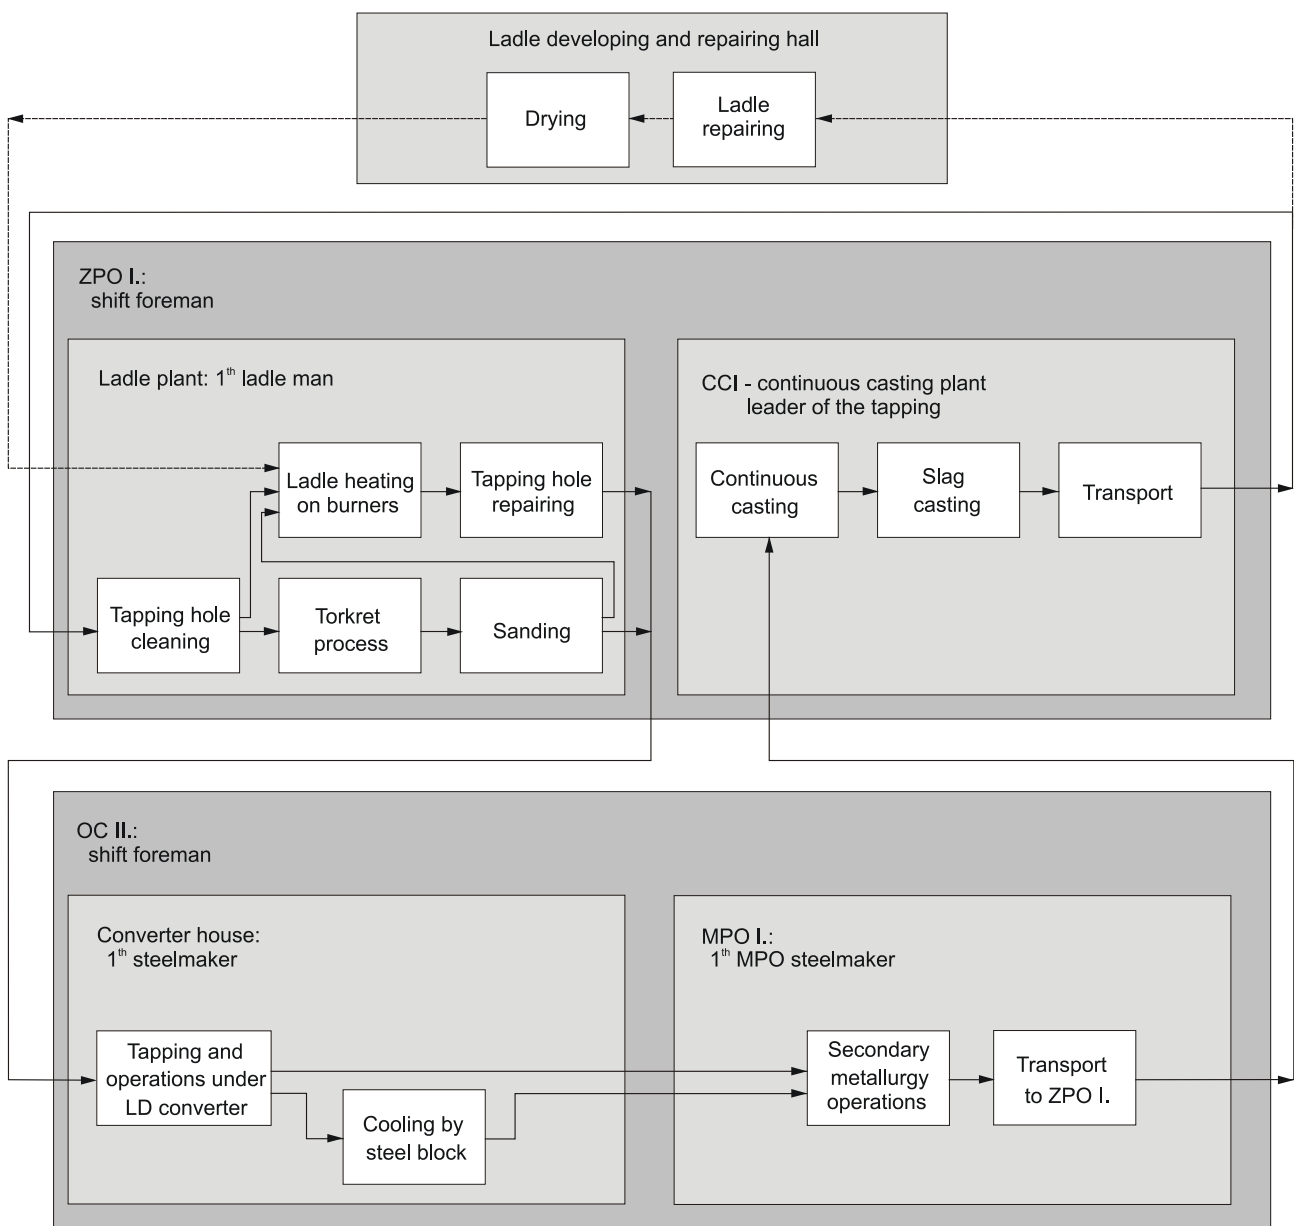 Ladle developing and repairing hall
Drying
Ladle
repairing
ZPO I.:
shift foreman
Ladle plant: 1th ladle man
CCI - continuous casting plant
leader of the tapping
Ladle heating
on burners
Tapping hole
repairing
Continuous
casting
Slag
casting
Transport
Tapping hole
cleaning
Torkret
process
Sanding
OC II.:
shift foreman
Converter house:
1th steelmaker
MPO I.:
1th MPO steelmaker
Tapping and
operations under
LD converter
Cooling by
steel block
Secondary
metallurgy
operations
Transport
to ZPO I.